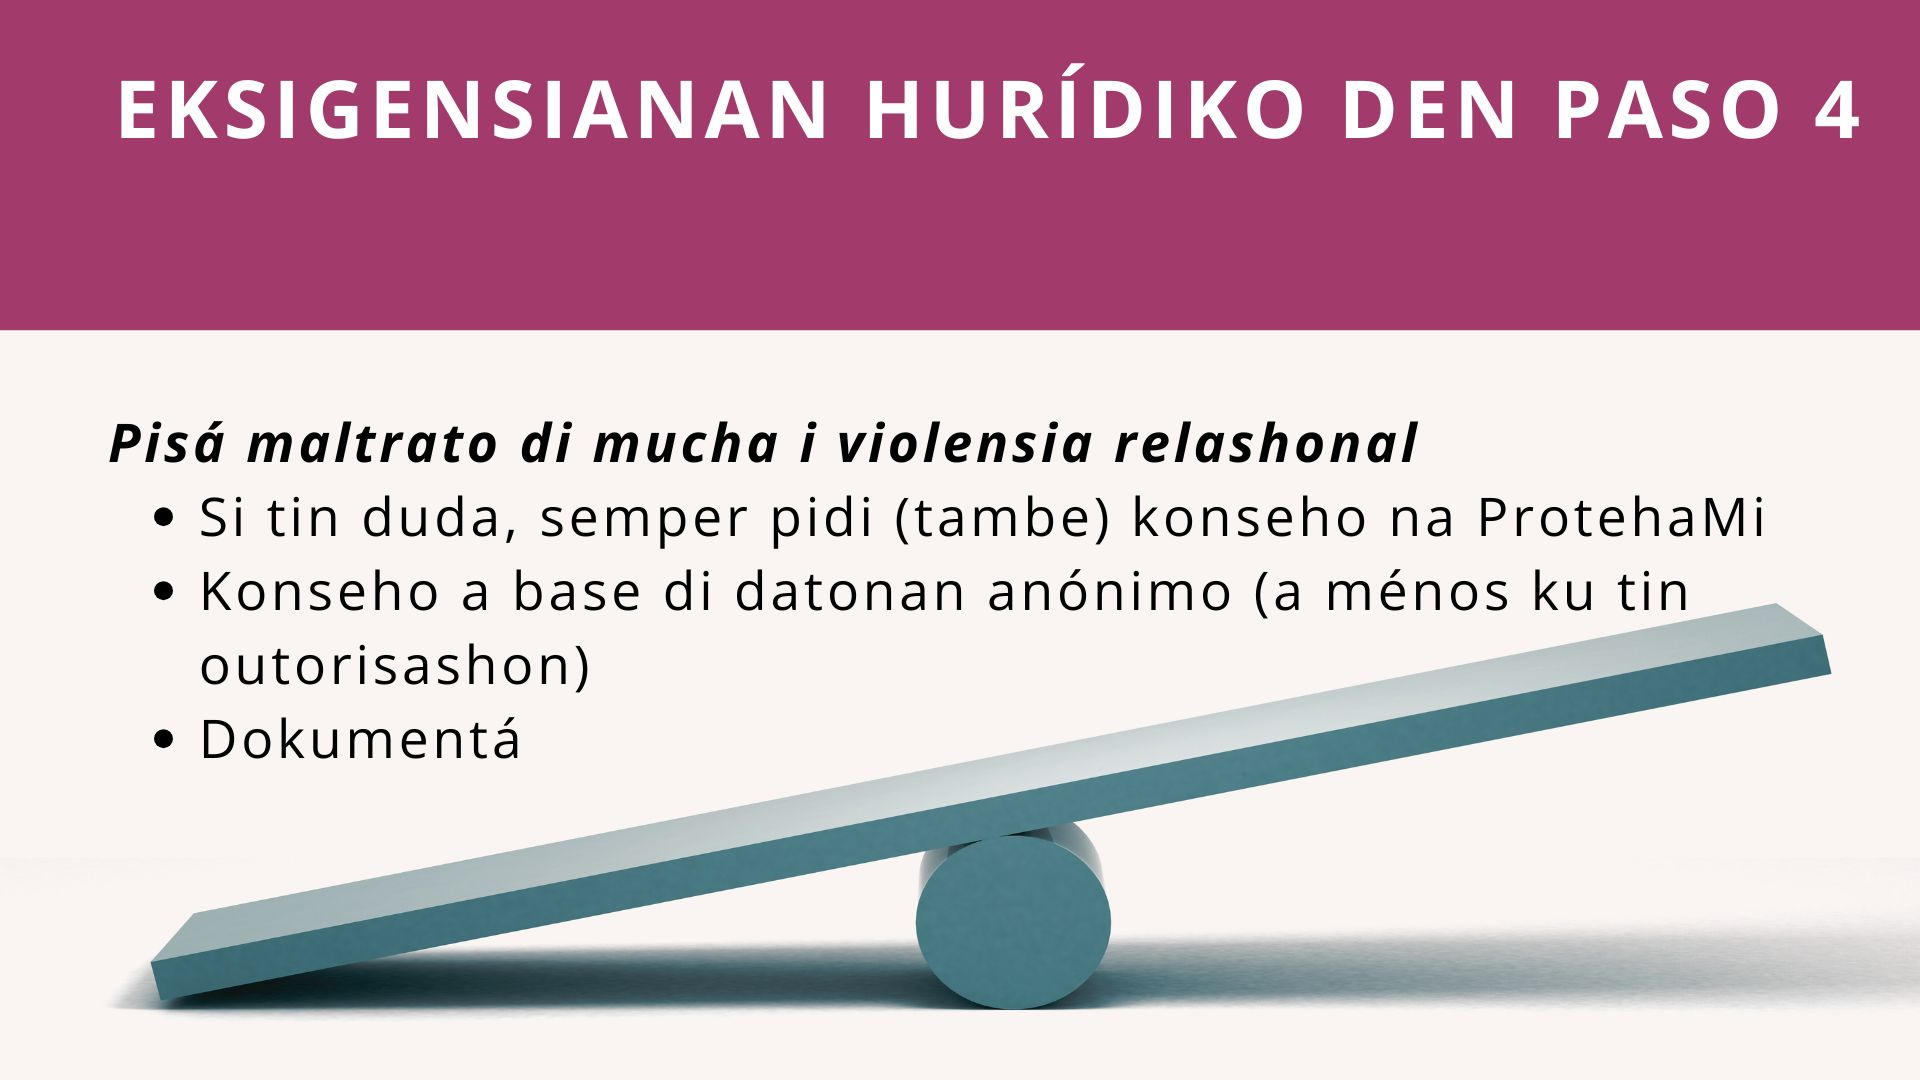 EKSIGENSIANAN HURÍDIKO DEN PASO 4
Pisá maltrato di mucha i violensia relashonal
• Si tin duda, semper pidi (tambe) konseho na ProtehaMi
• Konseho a base di datonan anónimo (a ménos ku tin
outorisashon)
• Dokumentá